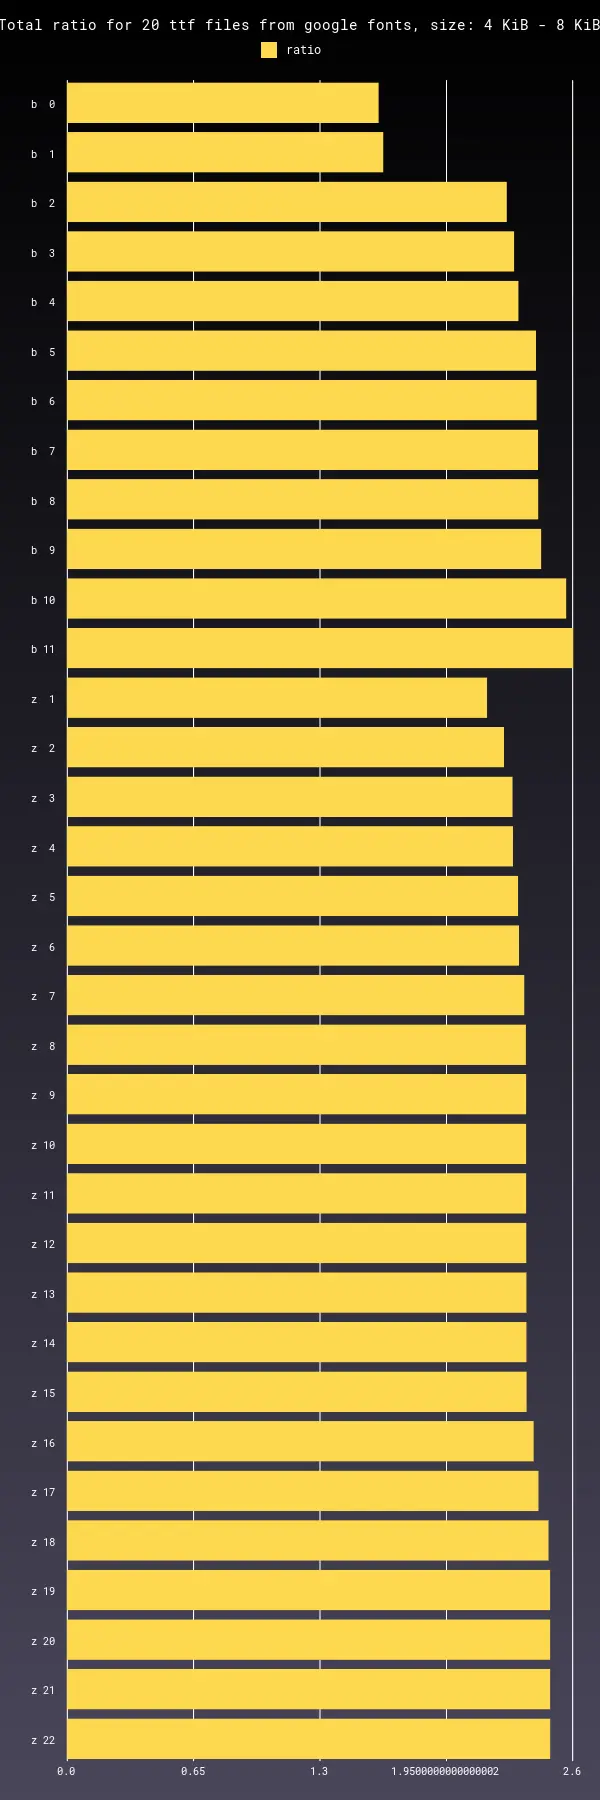 Total ratio for 20 ttf files from google fonts, size: 4 KiB - 8 KiB
ratio
b 0
b 1
b 2
b 3
b 4
b 5
b 6
b 7
b 8
b 9
b 10
b 11
z 1
z 2
z 3
z 4
z 5
z 6
z 7
z 8
z 9
z 10
z 11
z 12
z 13
z 14
z 15
z 16
z 17
z 18
z 19
z 20
z 21
z 22
0.0 0.65 1.3 1.9500000000000002 2.6